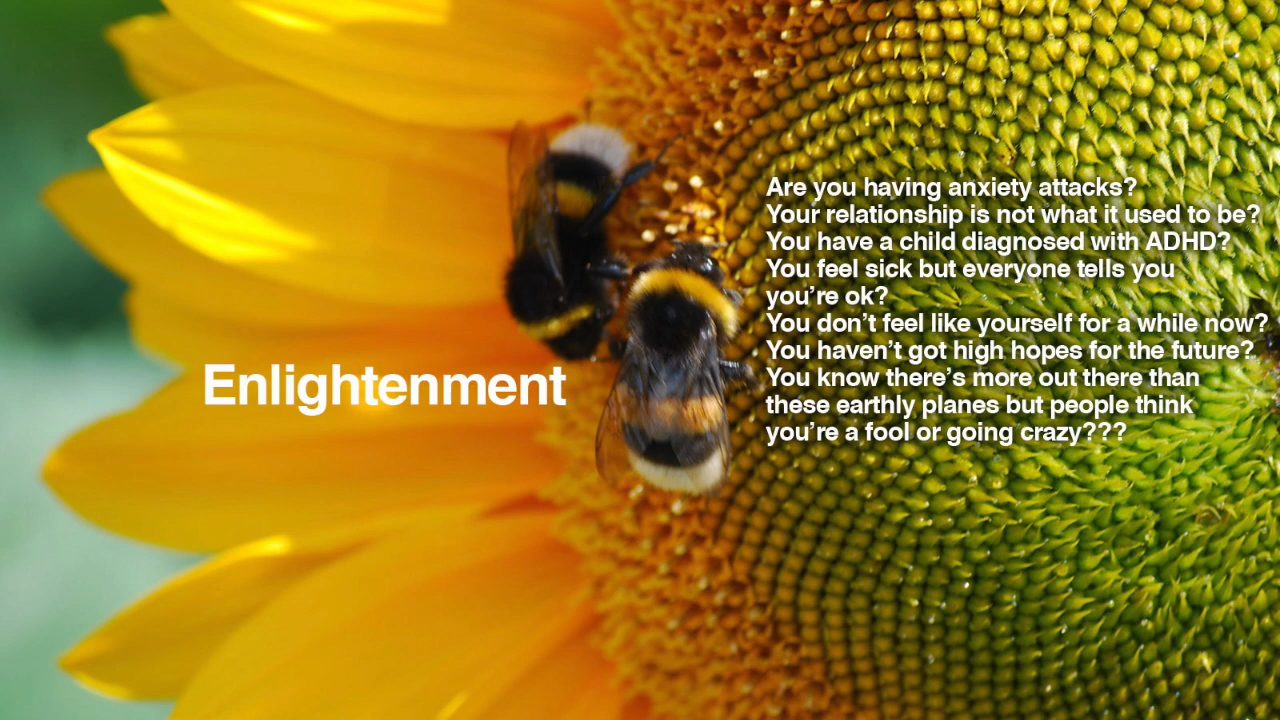 Enlightenment
Are you having anxiety attacks?
Your relationship is not what it used to be?
You have a child diagnosed with ADHD?
You feel sick but everyone tells you
you’re ok?
You don’t feel like yourself for a while now?
You haven’t got high hopes for the future?
You know there’s more out there than
these earthly planes but people think
you’re a fool or going crazy???